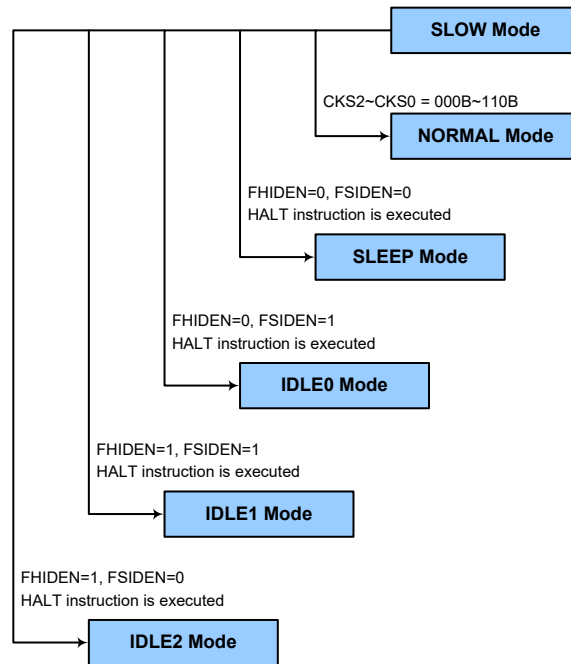 SLOW Mode
CKS2~CKS0 = 000B~110B
NORMAL Mode
FHIDEN=0, FSIDEN=0
HALT instruction is executed
SLEEP Mode
FHIDEN=0, FSIDEN=1
HALT instruction is executed
IDLE0 Mode
FHIDEN=1, FSIDEN=1
HALT instruction is executed
IDLE1 Mode
FHIDEN=1, FSIDEN=0
HALT instruction is executed
IDLE2 Mode